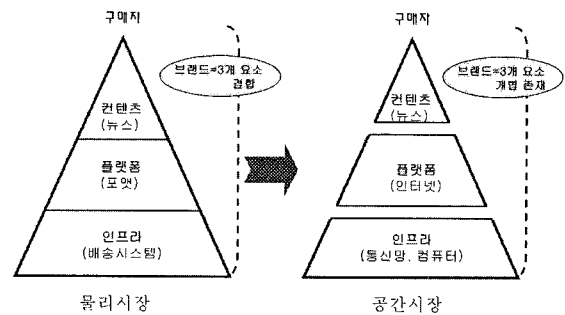 구매자
브랜드=3개 요소
결합
컨텐츠
(뉴스)
플랫폼
(포맷)
인프라
(배송시스템)
물리시장
구매자
브랜드=3개 요소
개별 존재
컨텐츠
(뉴스)
플랫폼
(인터넷)
인프라
(통신망, 컴퓨터)
공간시장